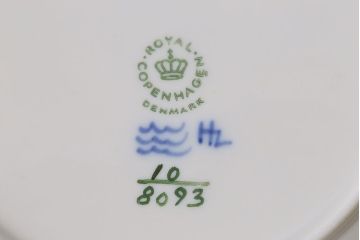 ROYAL
COPENHAGEN
DENMARK
HL
10
8093